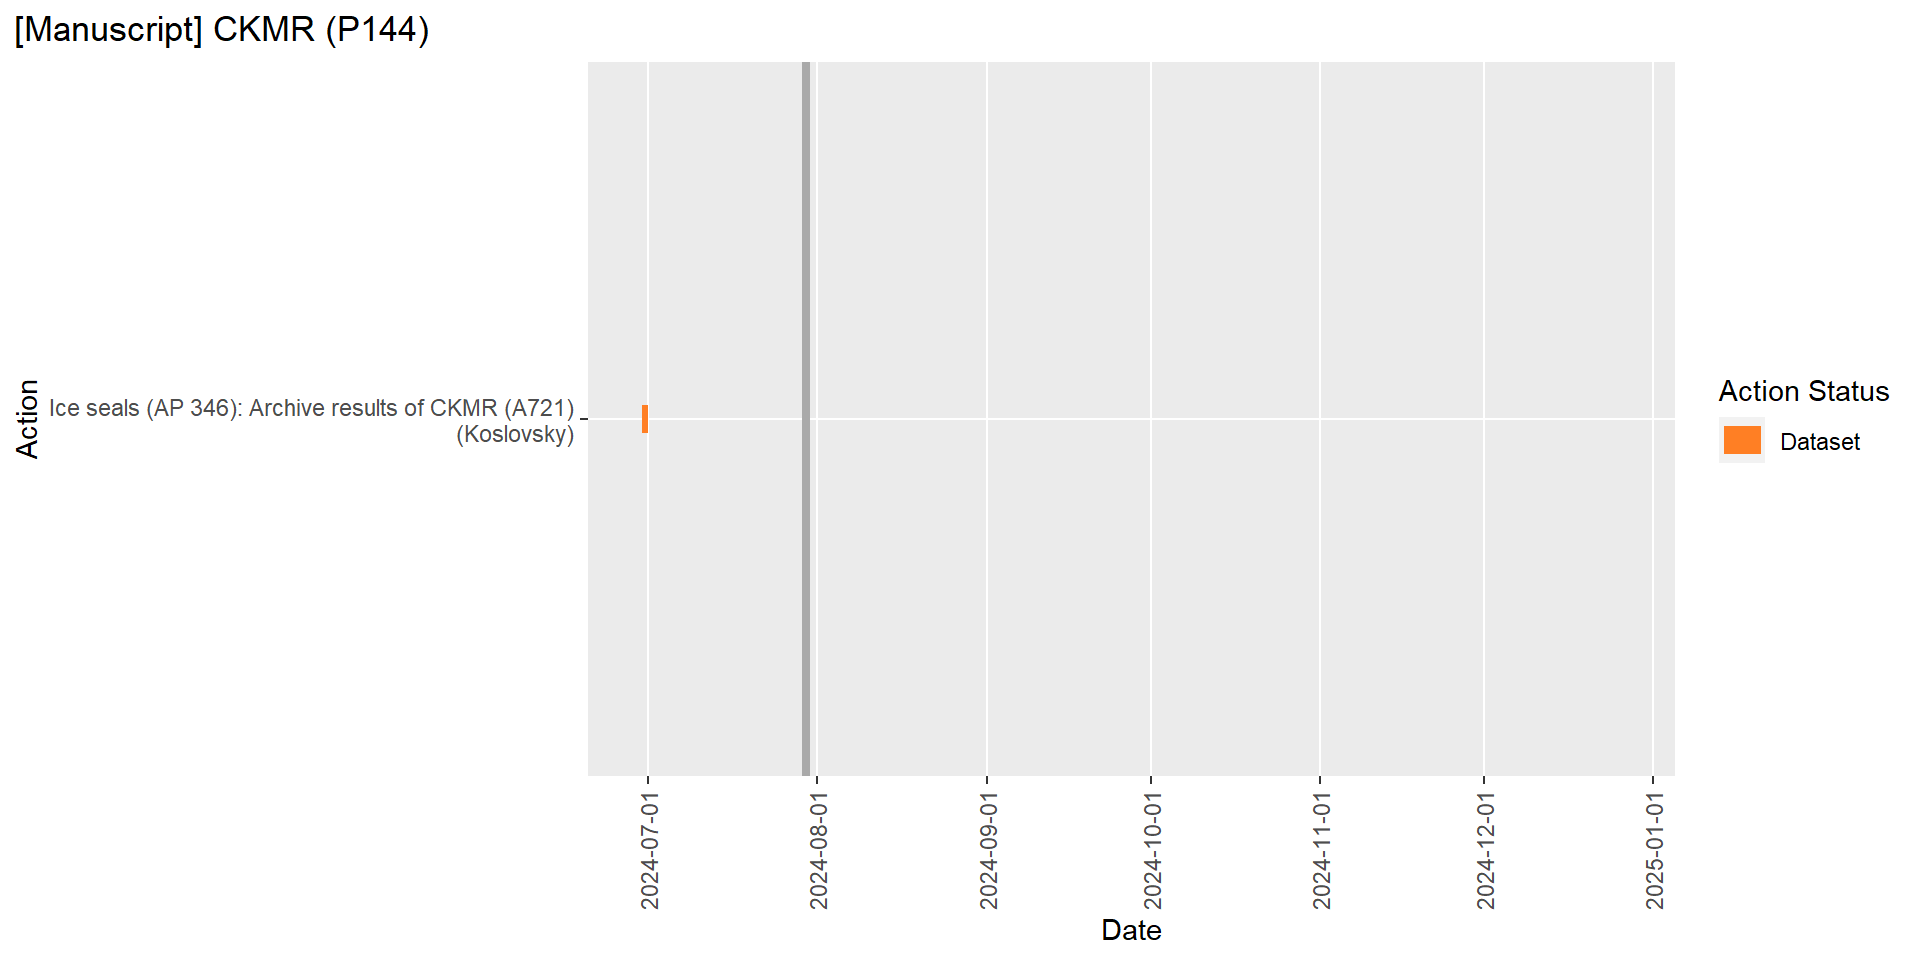 [Manuscript] CKMR (P144)
Action
Ice seals (AP 346): Archive results of CKMR (A721)
(Koslovsky)
2024-07-01
2024-08-01
2024-09-01
2024-10-01
2024-11-01
2024-12-01
2025-01-01
Date
Action Status
Dataset